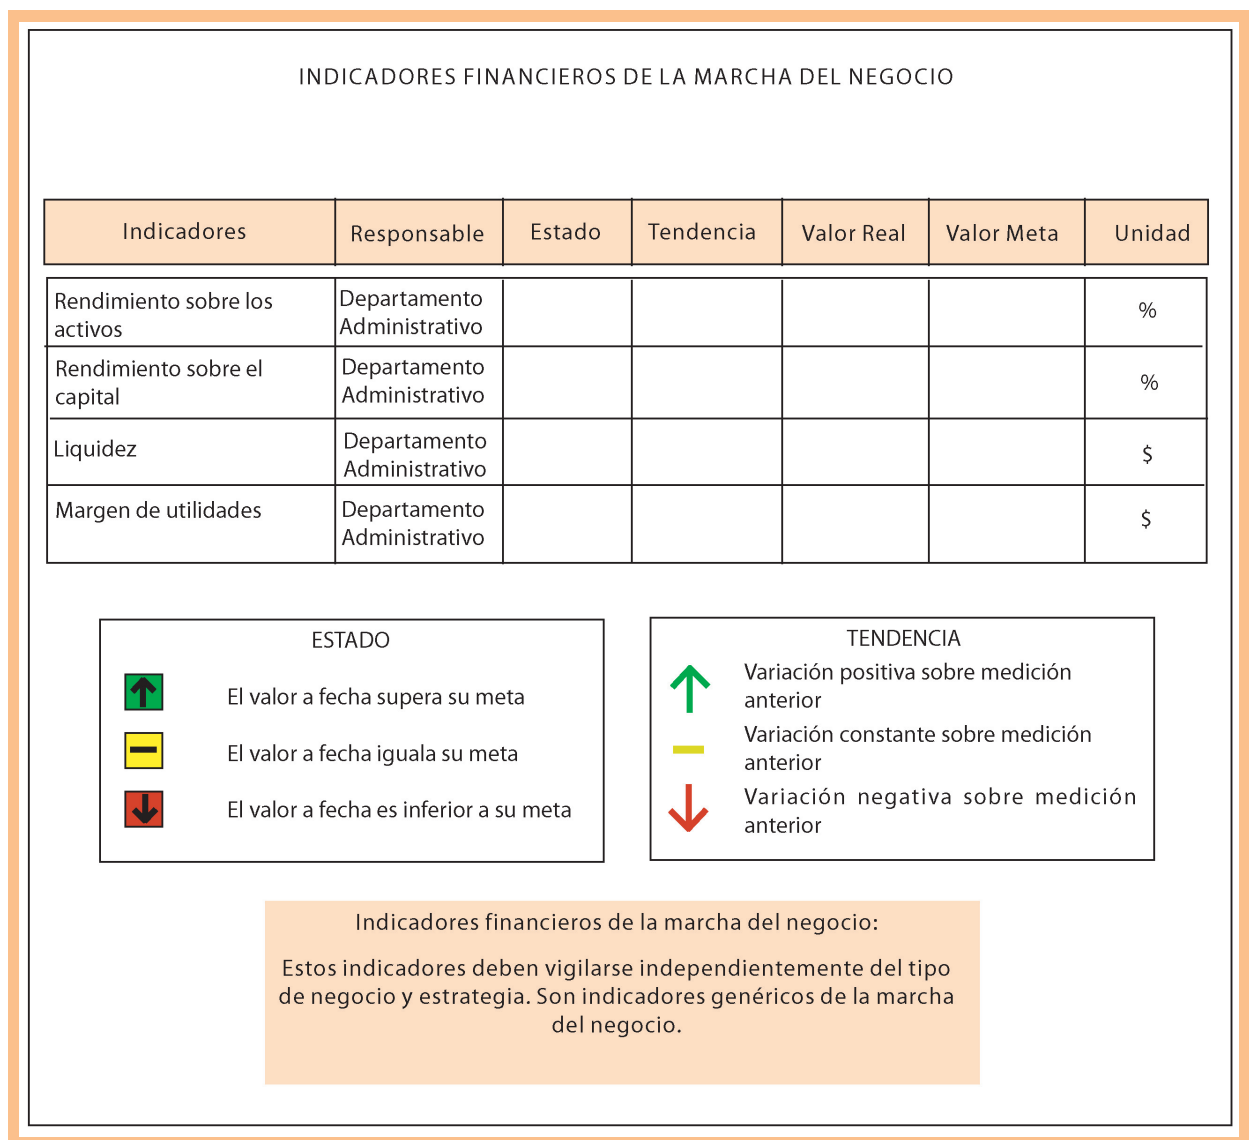 INDICADORES FINANCIEROS DE LA MARCHA DEL NEGOCIO
Indicadores Responsable Estado Tendencia Valor Real Valor Meta Unidad
Rendimiento sobre los
activos
Departamento
Administrativo
%
Rendimiento sobre el
capital
Departamento
Administrativo
%
Liquidez
Departamento
Administrativo
$
Margen de utilidades
Departamento
Administrativo
$
ESTADO
El valor a fecha supera su meta
El valor a fecha iguala su meta
El valor a fecha es inferior a su meta
TENDENCIA
Variación positiva sobre medición
anterior
Variación constante sobre medición
anterior
Variación negativa sobre medición
anterior
Indicadores financieros de la marcha del negocio:
Estos indicadores deben vigilarse independientemente del tipo
de negocio y estrategia. Son indicadores genéricos de la marcha
del negocio.